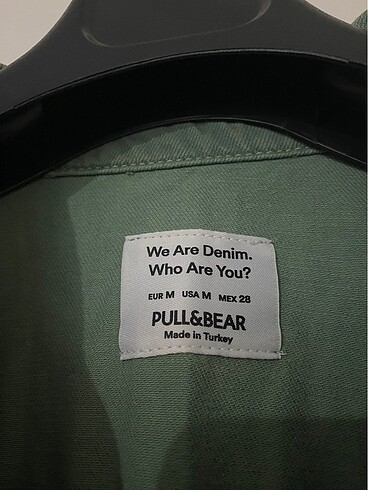 We Are Denim.
Who Are You?
EUR M USA M MEX 28
PULL&BEAR
Made in Turkey